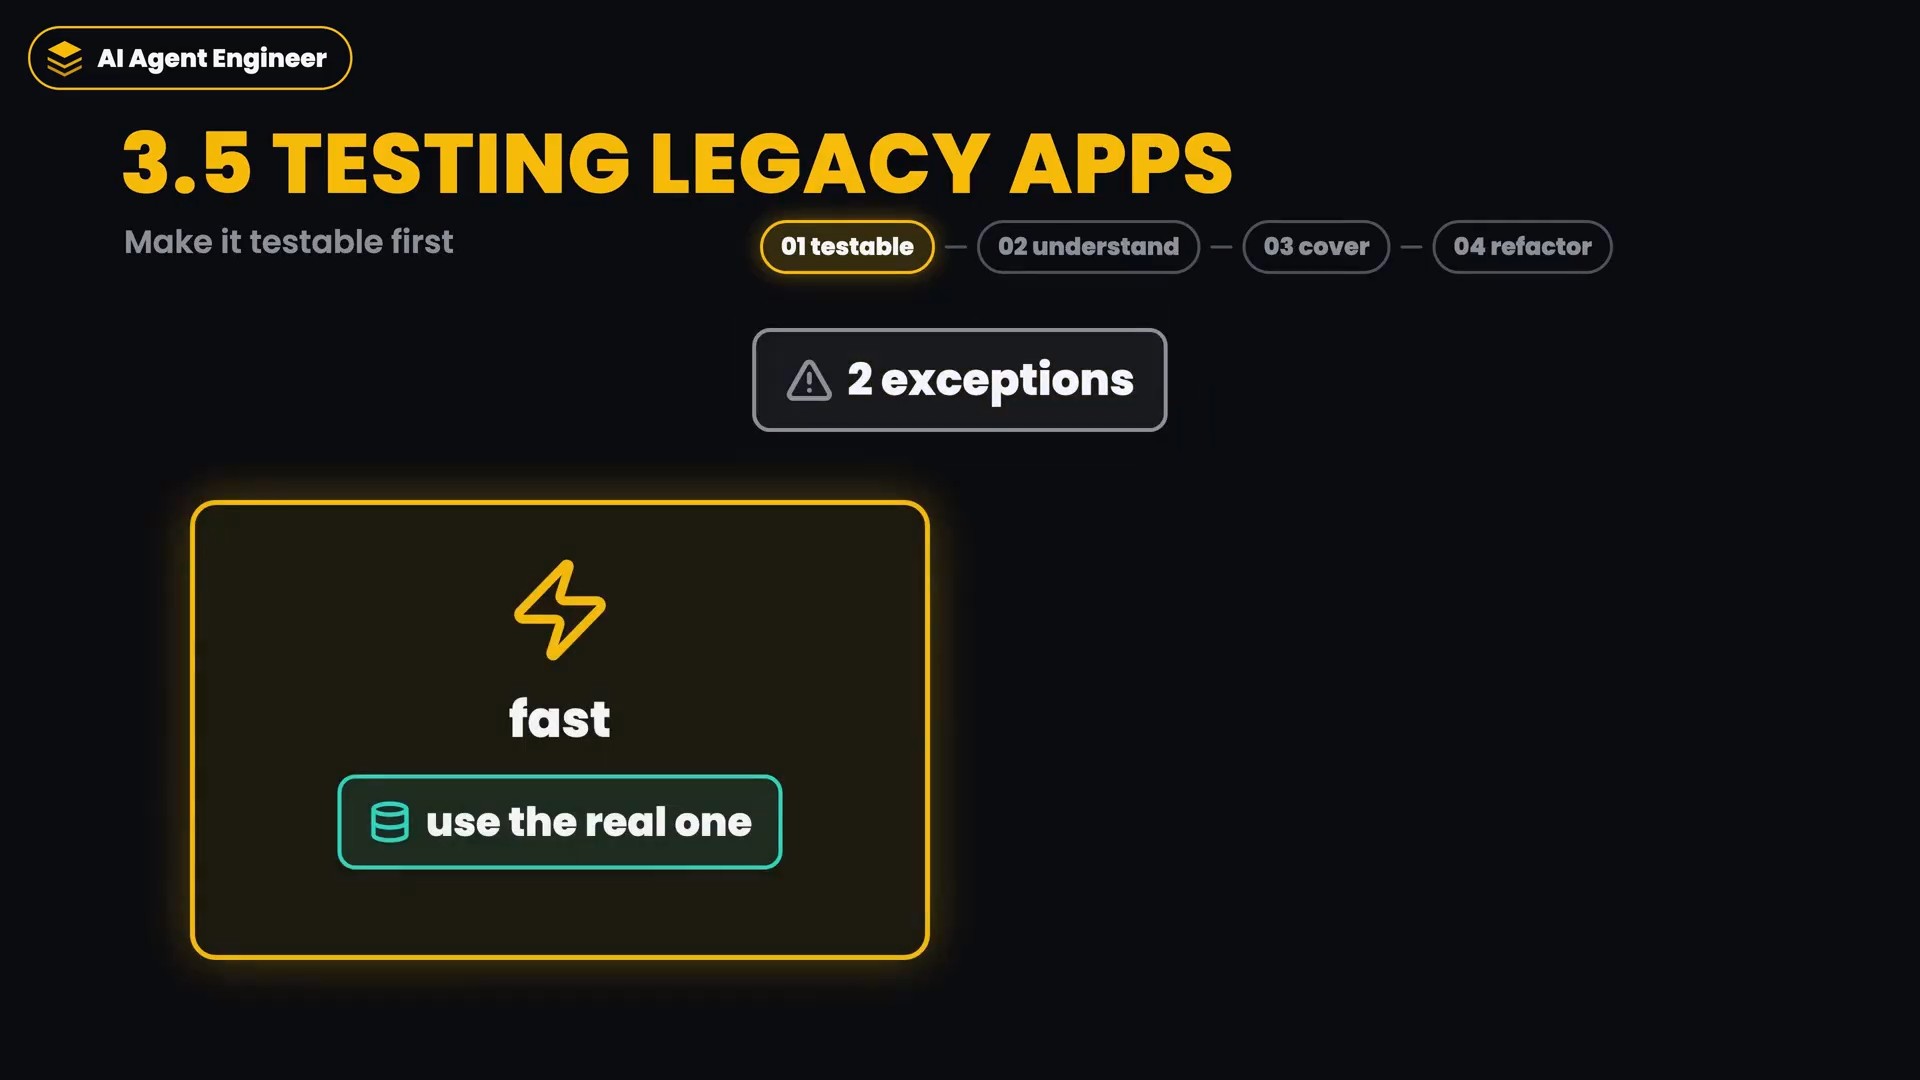 AI Agent Engineer
3.5 TESTING LEGACY APPS
Make it testable first
01 testable
02 understand
03 cover
04 refactor
2 exceptions
fast
use the real one